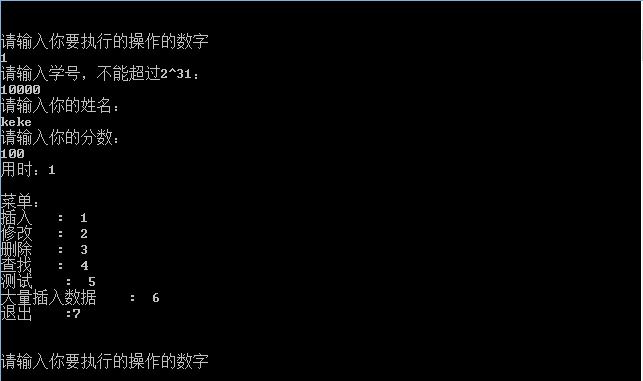 请输入你要执行的操作的数字
1
请输入学号，不能超过2^31：
10000
请输入你的姓名：
keke
请输入你的分数：
100
用时：1
菜单：
插入 : 1
修改 : 2
删除 : 3
查找 : 4
测试 : 5
大量插入数据 : 6
退出 :7
请输入你要执行的操作的数字